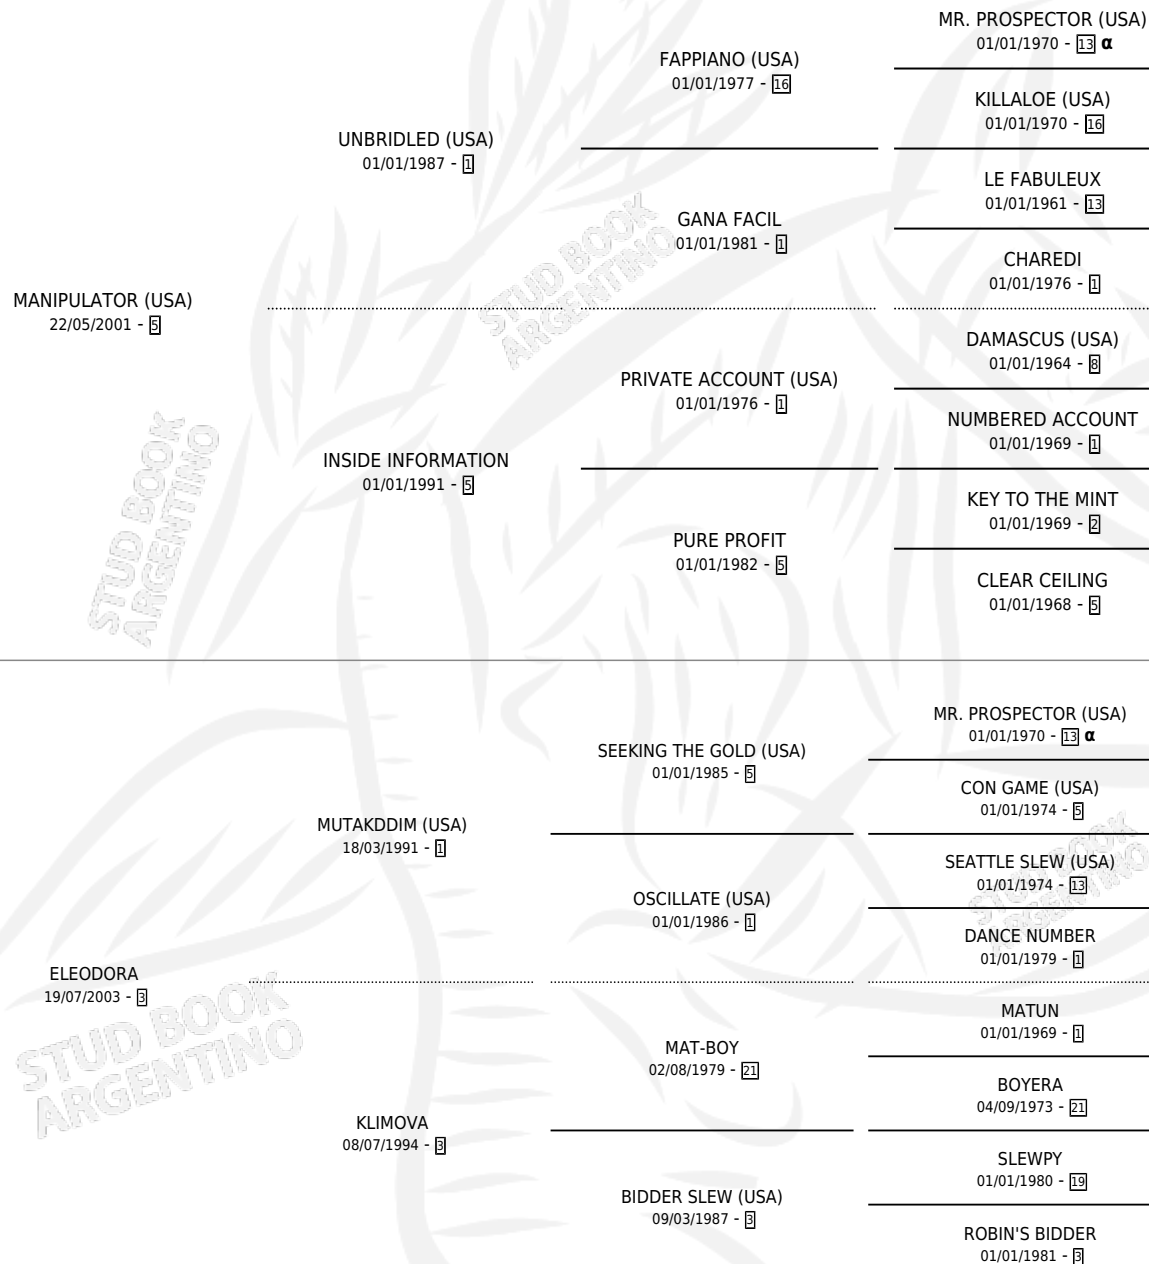 MR. PROSPECTOR (USA)
01/01/1970 - 13 α
FAPPIANO (USA)
01/01/1977 - 16
KILLALOE (USA)
01/01/1970 - 16
UNBRIDLED (USA)
01/01/1987 - 1
LE FABULEUX
01/01/1961 - 13
GANA FACIL
01/01/1981 - 1
CHAREDI
01/01/1976 - 1
MANIPULATOR (USA)
22/05/2001 - 5
DAMASCUS (USA)
01/01/1964 - 8
PRIVATE ACCOUNT (USA)
01/01/1976 - 1
NUMBERED ACCOUNT
01/01/1969 - 1
INSIDE INFORMATION
01/01/1991 - 5
KEY TO THE MINT
01/01/1969 - 2
PURE PROFIT
01/01/1982 - 5
CLEAR CEILING
01/01/1968 - 5
MR. PROSPECTOR (USA)
01/01/1970 - 13 α
SEEKING THE GOLD (USA)
01/01/1985 - 5
CON GAME (USA)
01/01/1974 - 5
MUTAKDDIM (USA)
18/03/1991 - 1
SEATTLE SLEW (USA)
01/01/1974 - 13
OSCILLATE (USA)
01/01/1986 - 1
DANCE NUMBER
01/01/1979 - 1
ELEODORA
19/07/2003 - 3
MATUN
01/01/1969 - 1
MAT-BOY
02/08/1979 - 21
BOYERA
04/09/1973 - 21
KLIMOVA
08/07/1994 - 3
SLEWPY
01/01/1980 - 19
BIDDER SLEW (USA)
09/03/1987 - 3
ROBIN'S BIDDER
01/01/1981 - 3
STUD BOOK
ARGENTINO
STUD BOOK
ARGENTINO
STUD BOOK
ARGENTINO
STUD BOOK
ARGENTINO